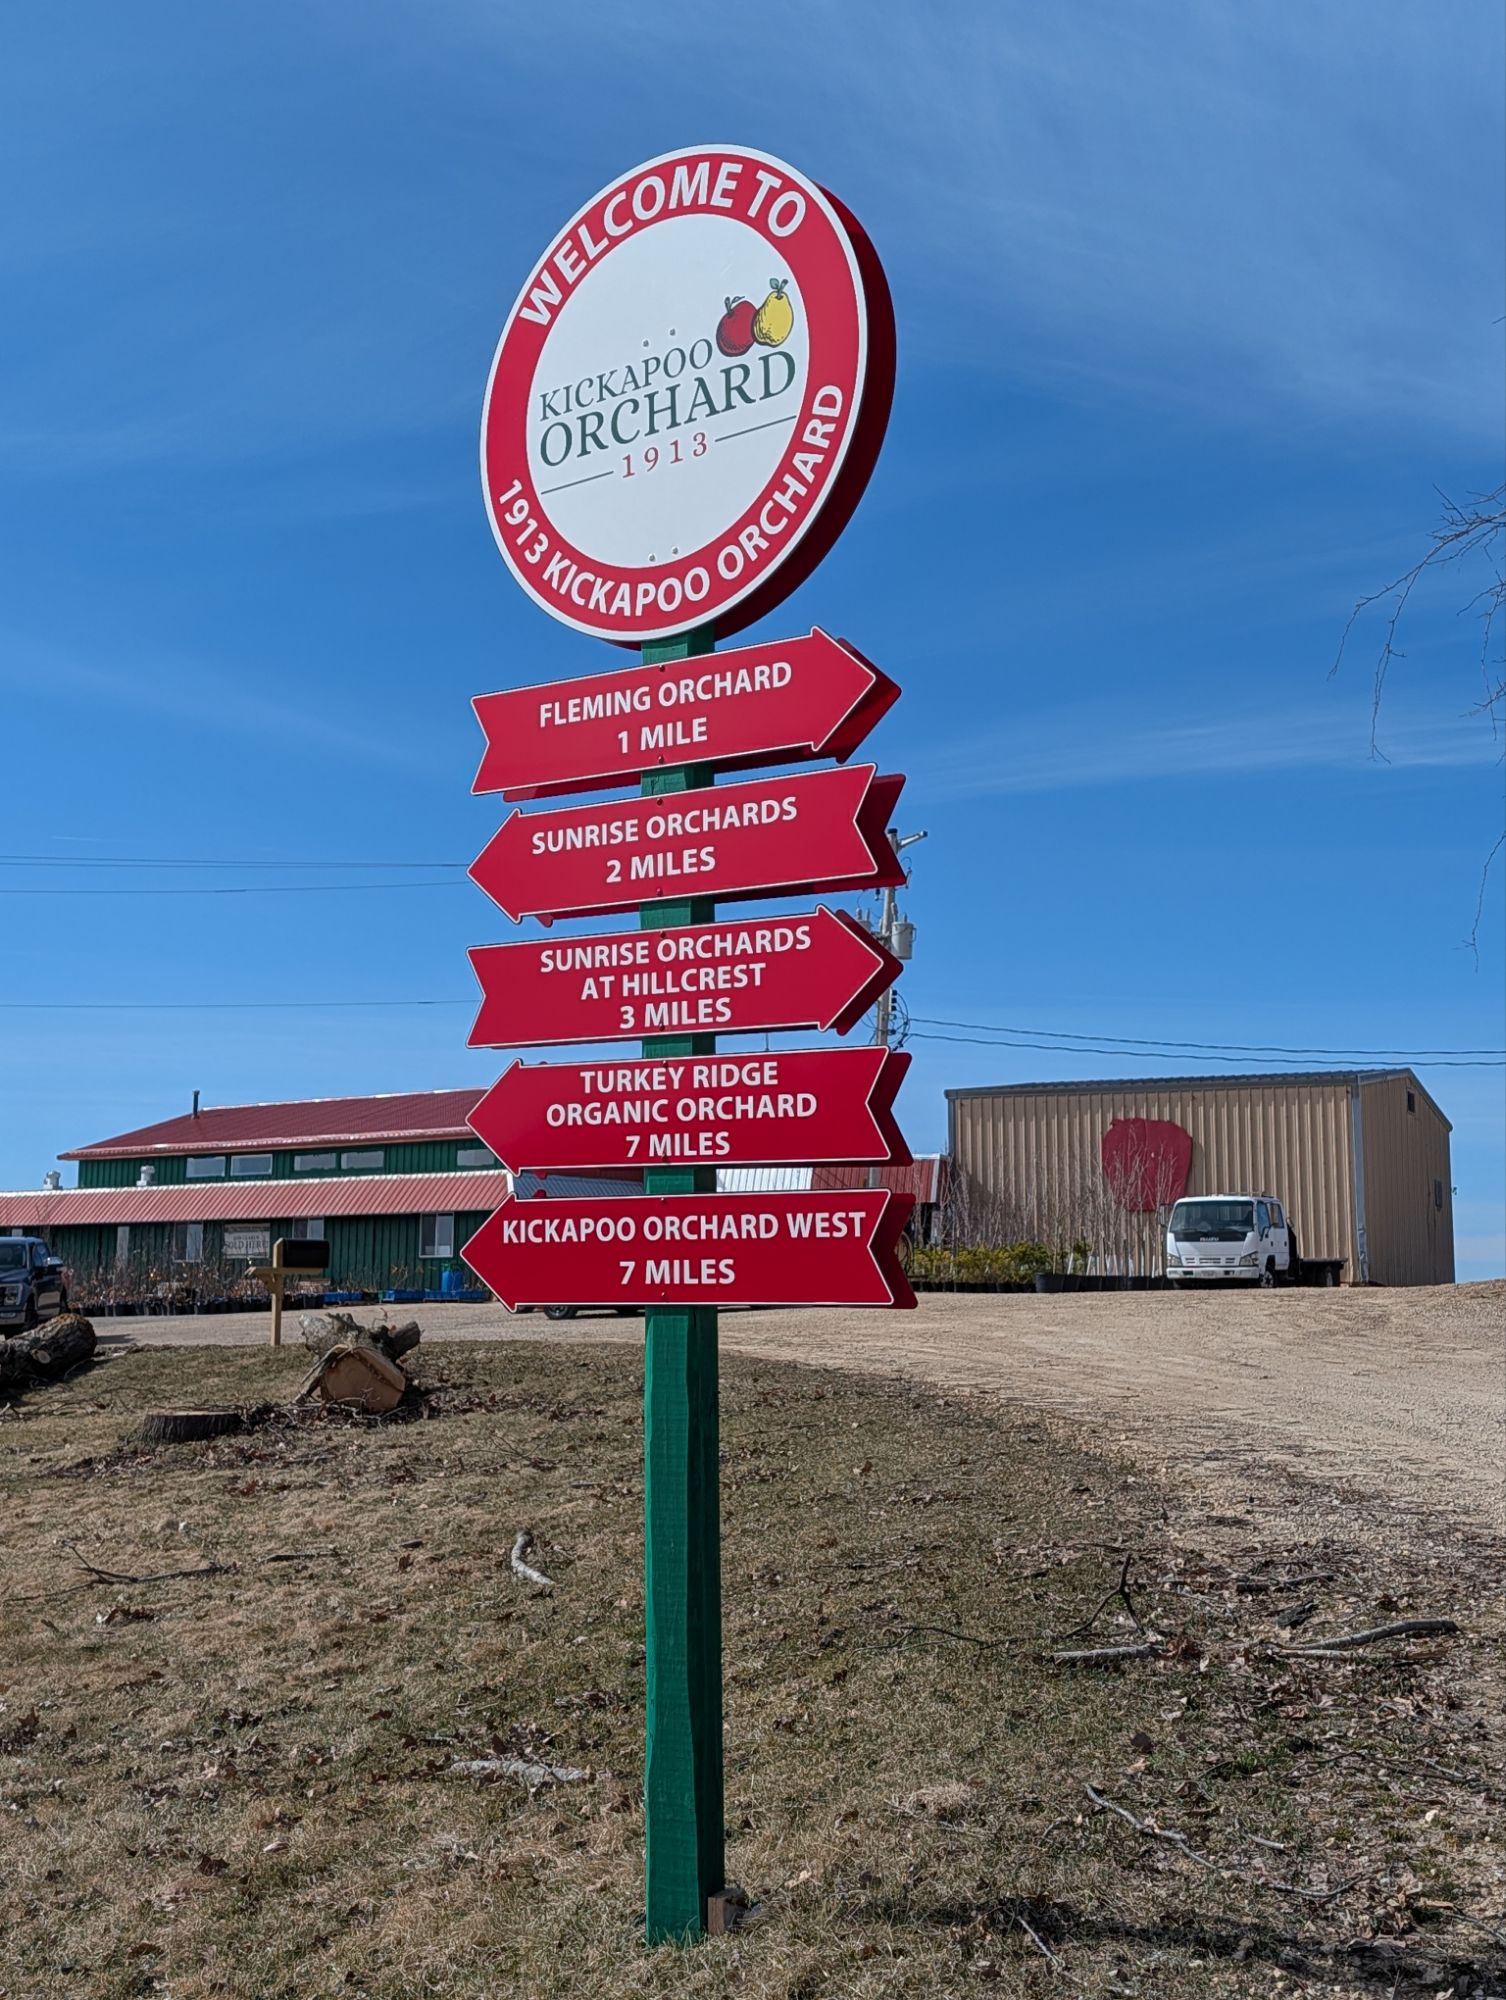 WELCOME TO
KICKAPOO
ORCHARD
1913
1913 KICKAPOO ORCHARD
FLEMING ORCHARD
1 MILE
SUNRISE ORCHARDS
2 MILES
SUNRISE ORCHARDS
AT HILLCREST
3 MILES
TURKEY RIDGE
ORGANIC ORCHARD
7 MILES
KICKAPOO ORCHARD WEST
7 MILES
ISUZU